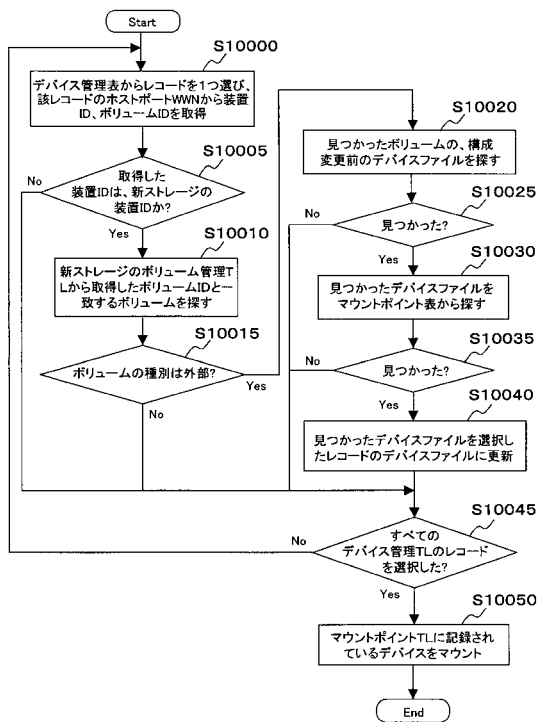 Start
S10000
デバイス管理表からレコードを1つ選び、
該レコードのホストポートWWNから装置
ID、ボリュームIDを取得
S10005
取得した
装置IDは、新ストレージの
装置IDか?
No
Yes
S10010
新ストレージのボリューム管理T
Lから取得したボリュームIDと一
致するボリュームを探す
S10015
ボリュームの種別は外部?
Yes
No
S10020
見つかったボリュームの、構成
変更前のデバイスファイルを探す
S10025
見つかった?
No
Yes
S10030
見つかったデバイスファイルを
マウントポイント表から探す
S10035
見つかった?
No
Yes
S10040
見つかったデバイスファイルを選択し
たレコードのデバイスファイルに更新
S10045
すべての
デバイス管理TLのレコード
を選択した?
No
Yes
S10050
マウントポイントTLに記録され
ているデバイスをマウント
End